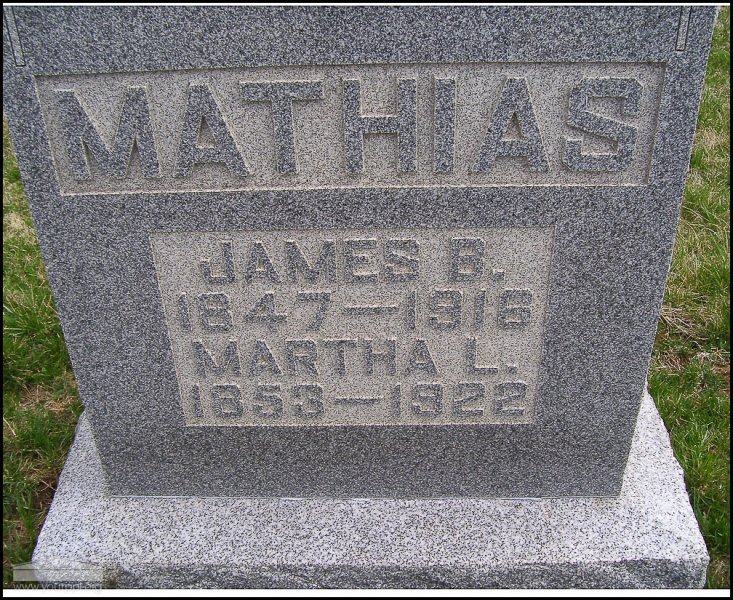 MATHIAS
JAMES B.
1847–1916
MARTHA L.
1853–1922